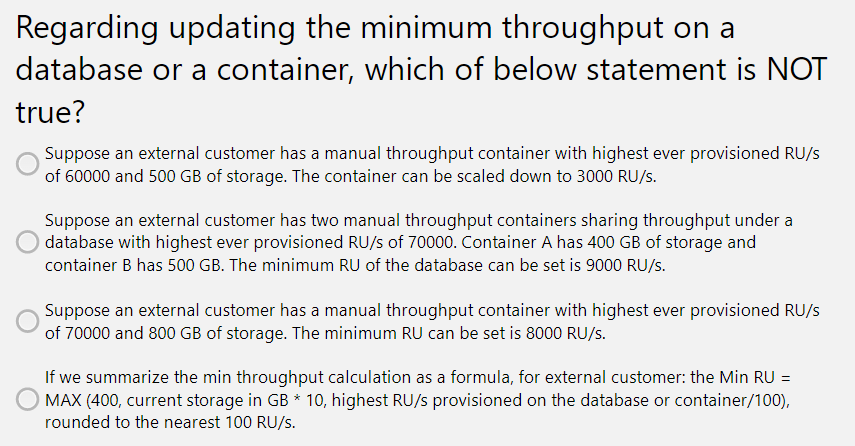 Regarding updating the minimum throughput on a
database or a container, which of below statement is NOT
true?
Suppose an external customer has a manual throughput container with highest ever provisioned RU/s
of 60000 and 500 GB of storage. The container can be scaled down to 3000 RU/s.
Suppose an external customer has two manual throughput containers sharing throughput under a
database with highest ever provisioned RU/s of 70000. Container A has 400 GB of storage and
container B has 500 GB. The minimum RU of the database can be set is 9000 RU/s.
Suppose an external customer has a manual throughput container with highest ever provisioned RU/s
of 70000 and 800 GB of storage. The minimum RU can be set is 8000 RU/s.
If we summarize the min throughput calculation as a formula, for external customer: the Min RU =
MAX (400, current storage in GB * 10, highest RU/s provisioned on the database or container/100),
rounded to the nearest 100 RU/s.